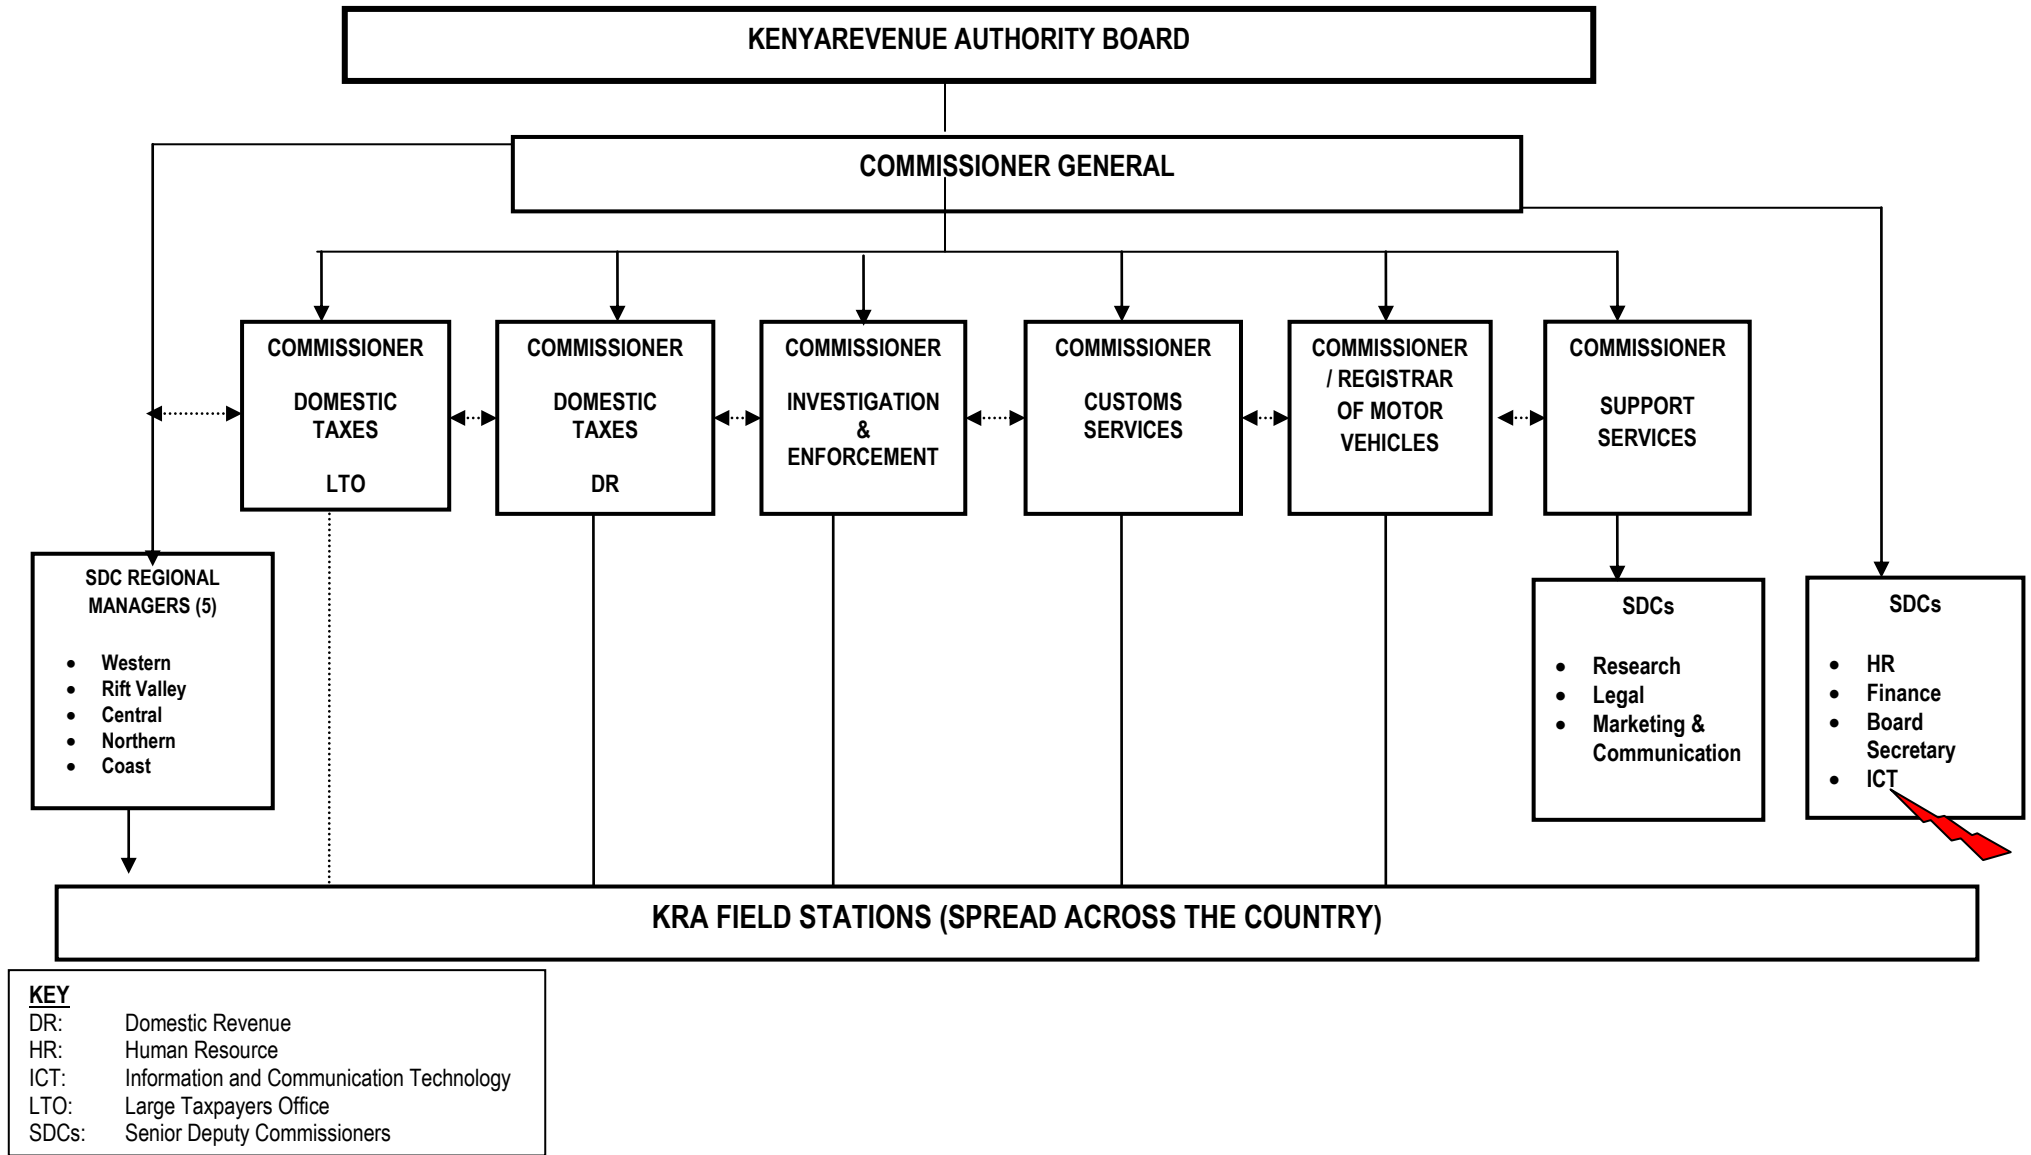 KENYAREVENUE AUTHORITY BOARD
COMMISSIONER GENERAL
COMMISSIONER
DOMESTIC
TAXES
LTO
COMMISSIONER
DOMESTIC
TAXES
DR
COMMISSIONER
INVESTIGATION
&
ENFORCEMENT
COMMISSIONER
CUSTOMS
SERVICES
COMMISSIONER
/ REGISTRAR
OF MOTOR
VEHICLES
COMMISSIONER
SUPPORT
SERVICES
SDC REGIONAL
MANAGERS (5)
• Western
• Rift Valley
• Central
• Northern
• Coast
SDCs
• Research
• Legal
• Marketing &
Communication
SDCs
• HR
• Finance
• Board
Secretary
• ICT
KRA FIELD STATIONS (SPREAD ACROSS THE COUNTRY)
KEY
DR: Domestic Revenue
HR: Human Resource
ICT: Information and Communication Technology
LTO: Large Taxpayers Office
SDCs: Senior Deputy Commissioners